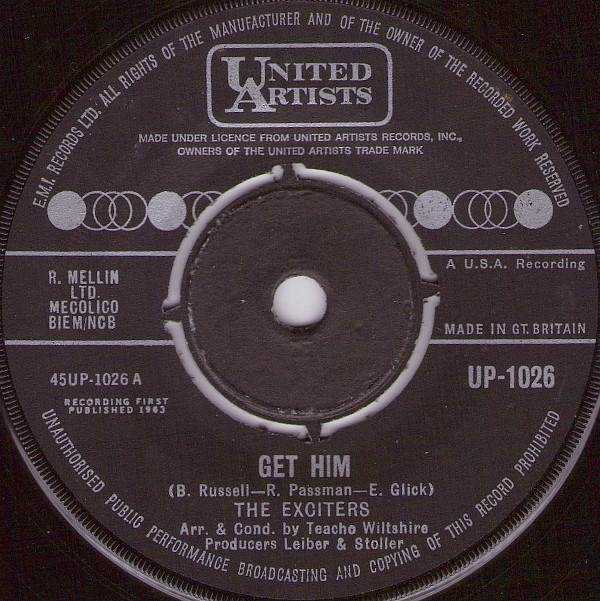 E.M.I. RECORDS LTD. ALL RIGHTS OF THE MANUFACTURER AND OF THE OWNER OF THE RECORDED WORK RESERVED
UNITED
ARTISTS
MADE UNDER LICENCE FROM UNITED ARTISTS RECORDS, INC.,
OWNERS OF THE UNITED ARTISTS TRADE MARK
R. MELLIN
LTD.
MECOLICO
BIEM/NCB
A U.S.A. Recording
MADE IN GT. BRITAIN
45UP-1026 A
RECORDING FIRST
PUBLISHED 1963
UP-1026
GET HIM
(B. Russell—R. Passman—E. Glick)
THE EXCITERS
Arr. & Cond. by Teacho Wiltshire
Producers Leiber & Stoller
UNAUTHORISED PUBLIC PERFORMANCE BROADCASTING AND COPYING OF THIS RECORD PROHIBITED